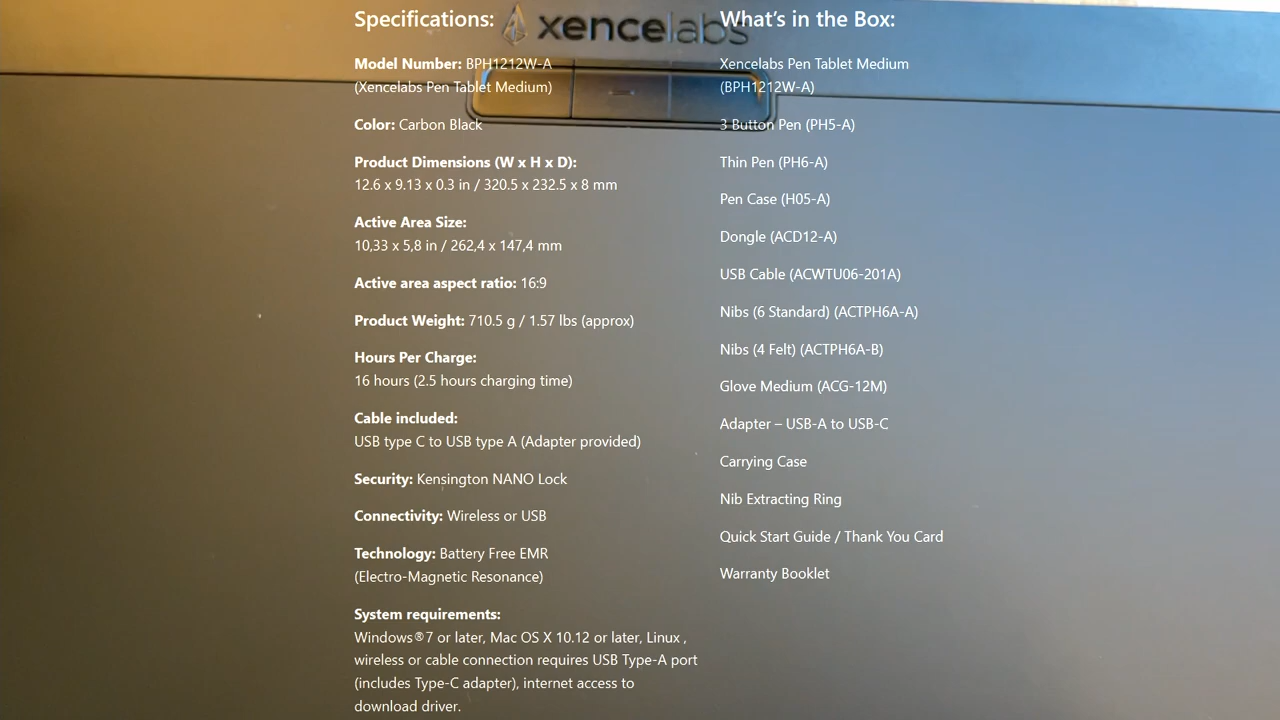 xencelabs
Specifications:
Model Number: BPH1212W-A
(Xencelabs Pen Tablet Medium)
Color: Carbon Black
Product Dimensions (W x H x D):
12.6 x 9.13 x 0.3 in / 320.5 x 232.5 x 8 mm
Active Area Size:
10,33 x 5,8 in / 262,4 x 147,4 mm
Active area aspect ratio: 16:9
Product Weight: 710.5 g / 1.57 lbs (approx)
Hours Per Charge:
16 hours (2.5 hours charging time)
Cable included:
USB type C to USB type A (Adapter provided)
Security: Kensington NANO Lock
Connectivity: Wireless or USB
Technology: Battery Free EMR
(Electro-Magnetic Resonance)
System requirements:
Windows®7 or later, Mac OS X 10.12 or later, Linux ,
wireless or cable connection requires USB Type-A port
(includes Type-C adapter), internet access to
download driver.
What's in the Box:
Xencelabs Pen Tablet Medium
(BPH1212W-A)
3 Button Pen (PH5-A)
Thin Pen (PH6-A)
Pen Case (H05-A)
Dongle (ACD12-A)
USB Cable (ACWTU06-201A)
Nibs (6 Standard) (ACTPH6A-A)
Nibs (4 Felt) (ACTPH6A-B)
Glove Medium (ACG-12M)
Adapter – USB-A to USB-C
Carrying Case
Nib Extracting Ring
Quick Start Guide / Thank You Card
Warranty Booklet